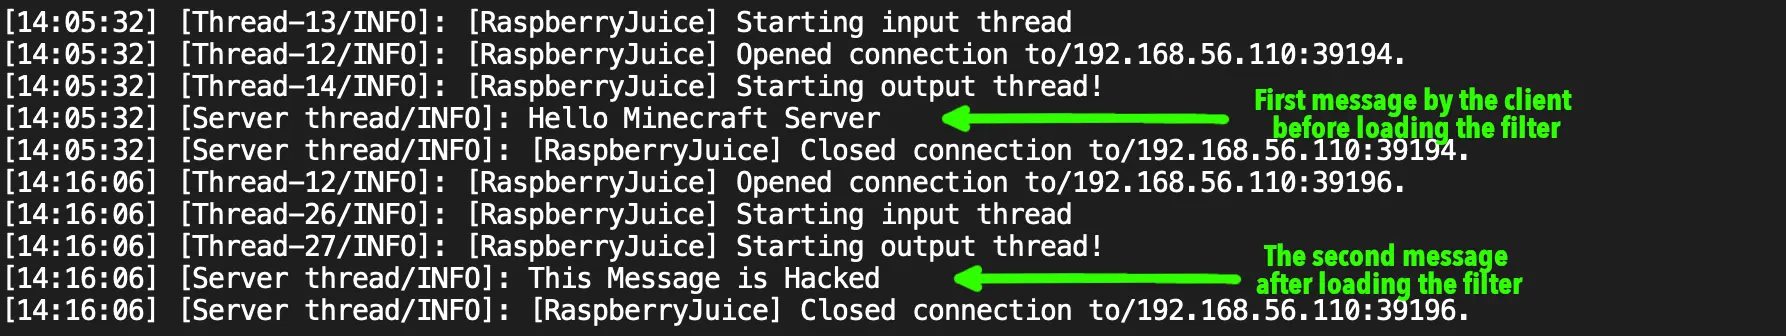 [14:05:32] [Thread-13/INFO]: [RaspberryJuice] Starting input thread
[14:05:32] [Thread-12/INFO]: [RaspberryJuice] Opened connection to/192.168.56.110:39194.
[14:05:32] [Thread-14/INFO]: [RaspberryJuice] Starting output thread!
[14:05:32] [Server thread/INFO]: Hello Minecraft Server
First message by the client
before loading the filter
[14:05:32] [Server thread/INFO]: [RaspberryJuice] Closed connection to/192.168.56.110:39194.
[14:16:06] [Thread-12/INFO]: [RaspberryJuice] Opened connection to/192.168.56.110:39196.
[14:16:06] [Thread-26/INFO]: [RaspberryJuice] Starting input thread
[14:16:06] [Thread-27/INFO]: [RaspberryJuice] Starting output thread!
[14:16:06] [Server thread/INFO]: This Message is Hacked
The second message
after loading the filter
[14:16:06] [Server thread/INFO]: [RaspberryJuice] Closed connection to/192.168.56.110:39196.